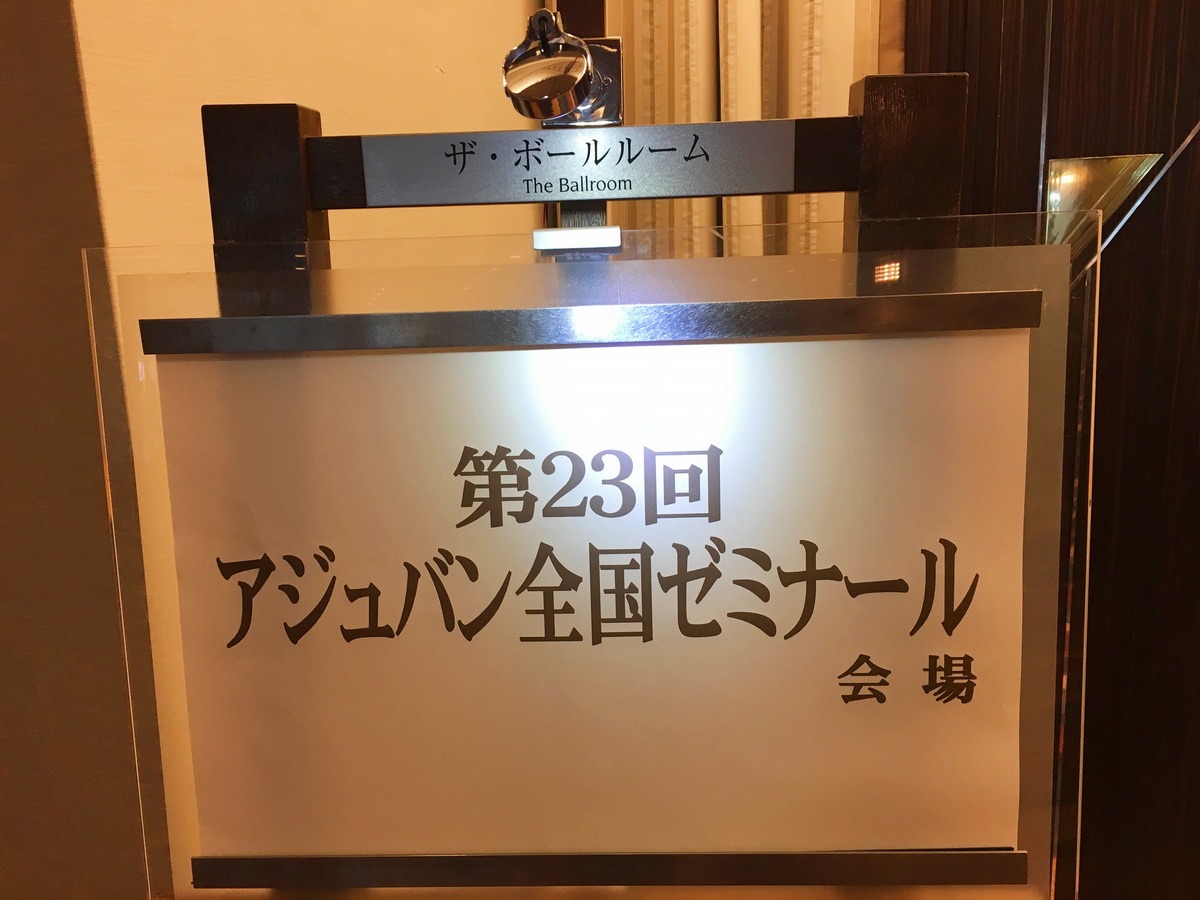 ザ・ボールルーム
The Ballroom
第23回
アジュバン全国ゼミナール
会場